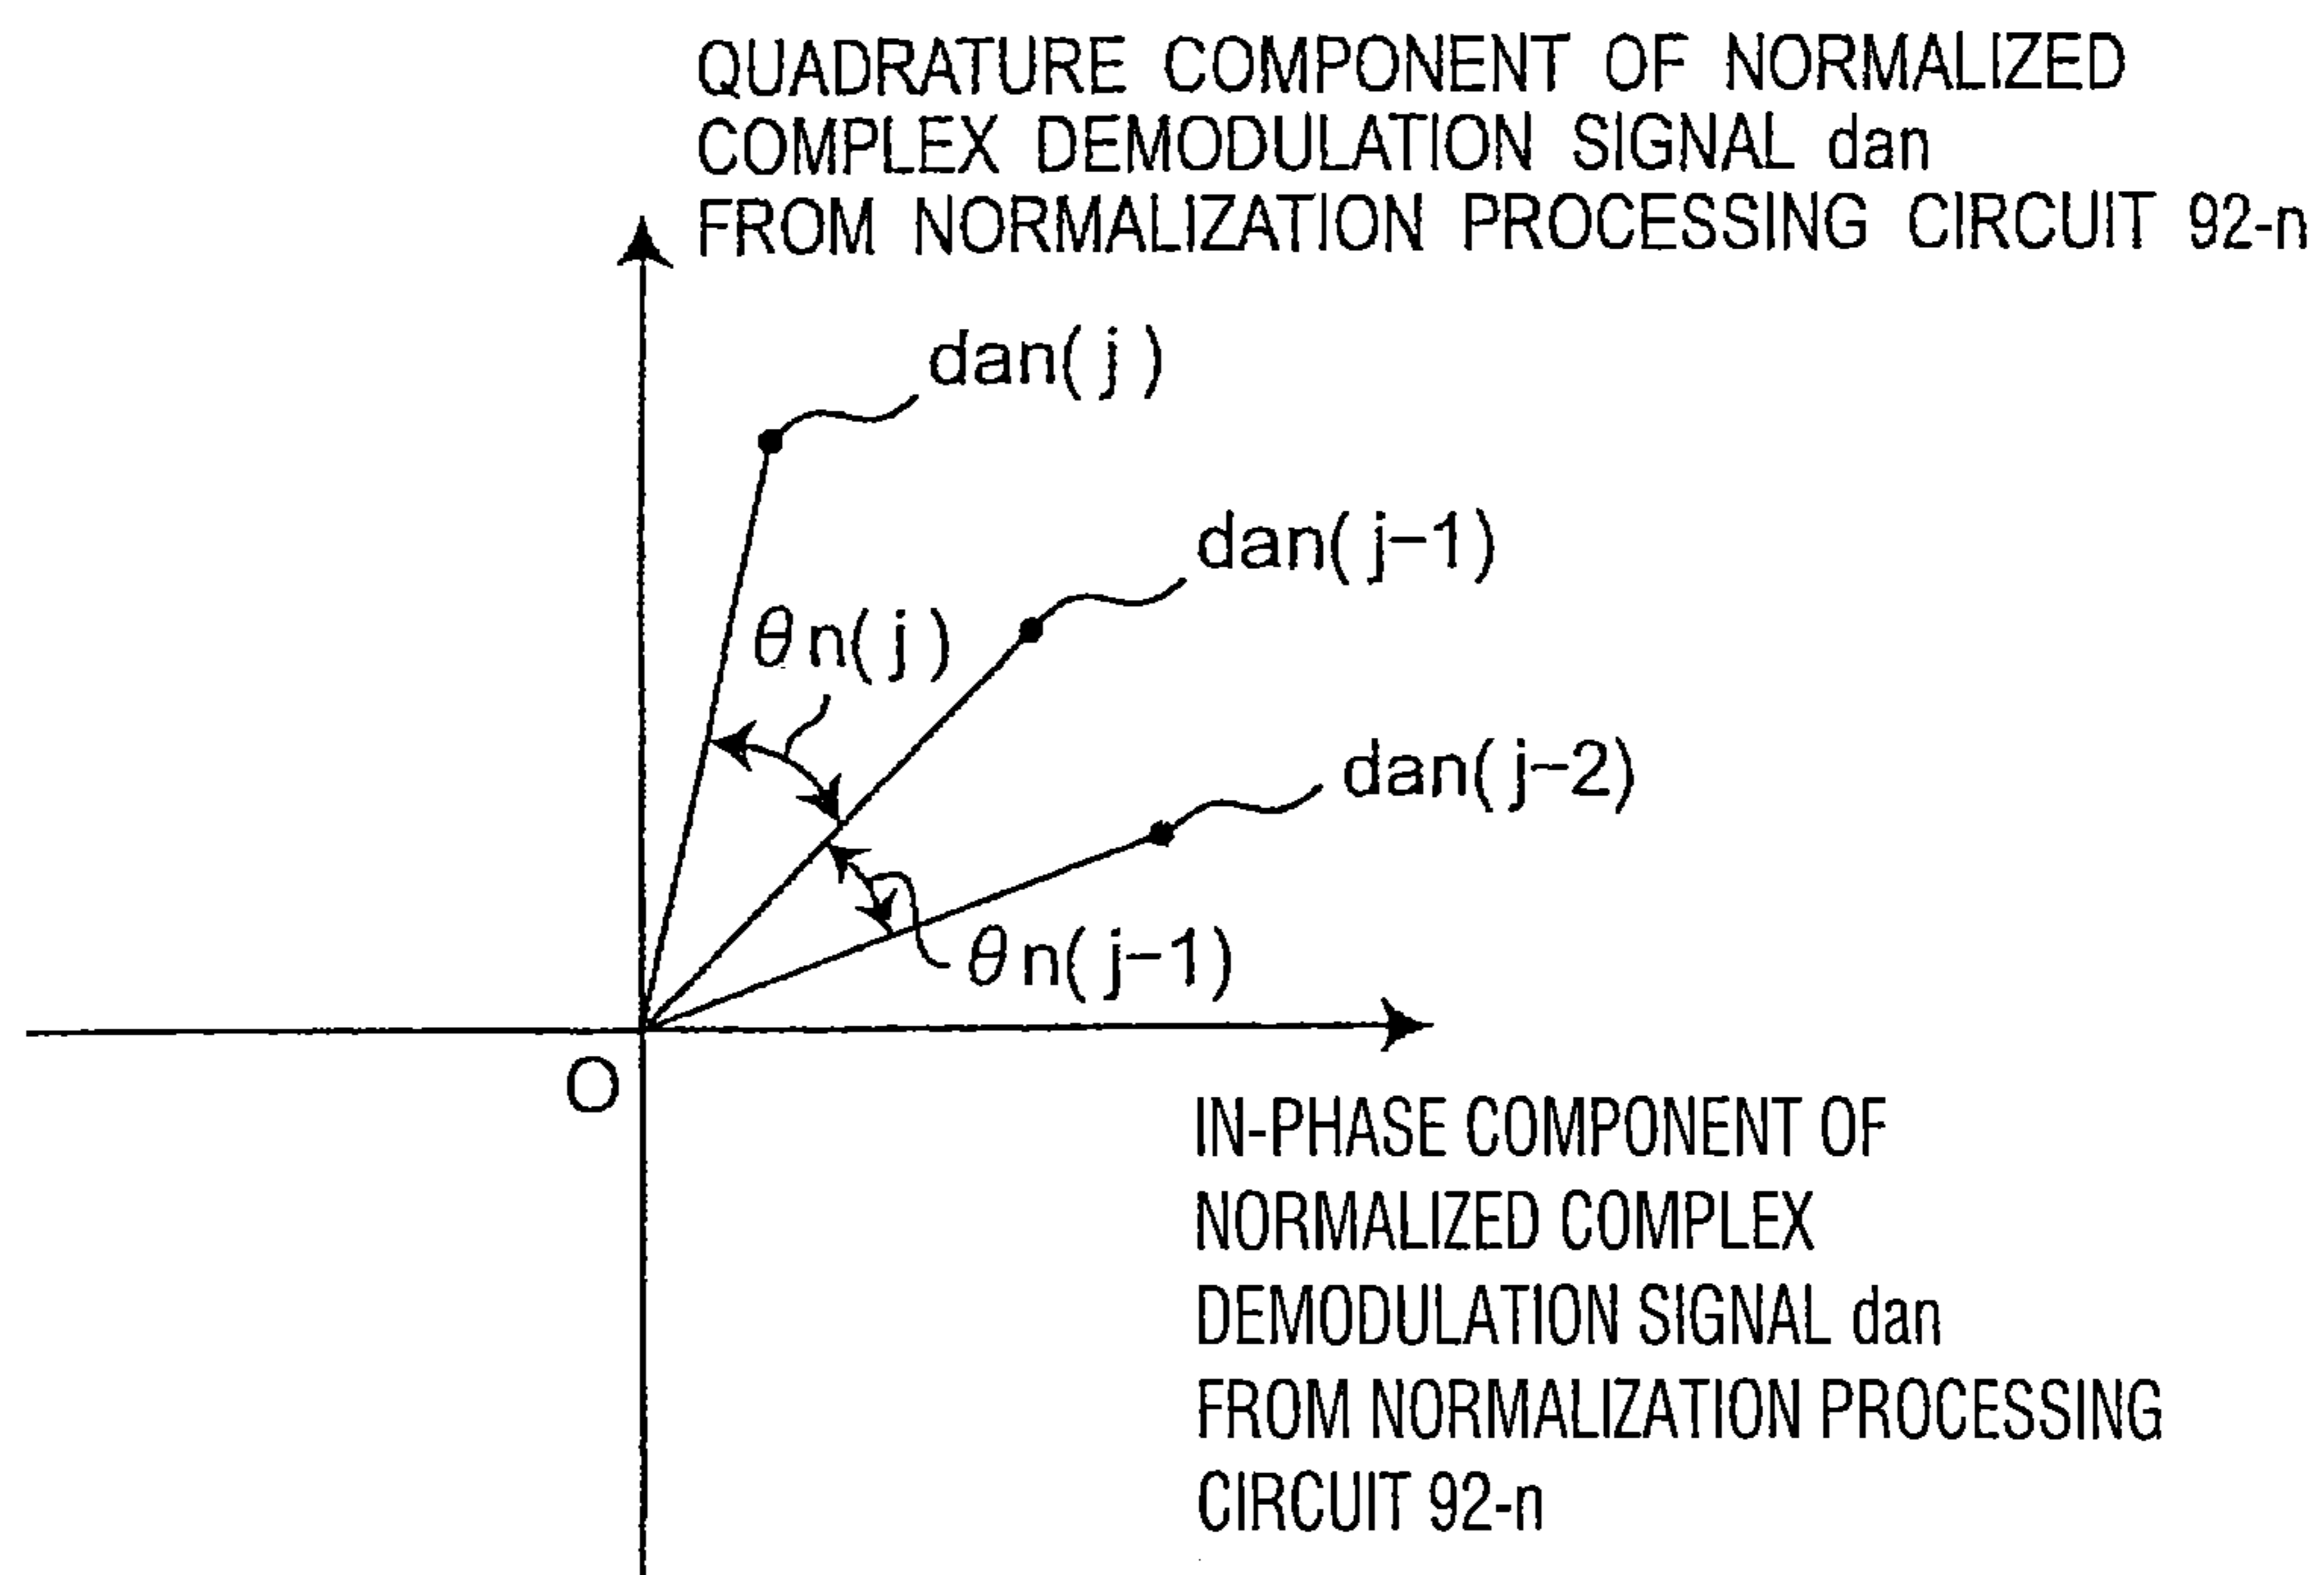 QUADRATURE COMPONENT OF NORMALIZED
COMPLEX DEMODULATION SIGNAL dan
FROM NORMALIZATION PROCESSING CIRCUIT 92-n
dan(j)
dan(j-1)
θn(j)
dan(j-2)
θn(j-1)
O
IN-PHASE COMPONENT OF
NORMALIZED COMPLEX
DEMODULATION SIGNAL dan
FROM NORMALIZATION PROCESSING
CIRCUIT 92-n